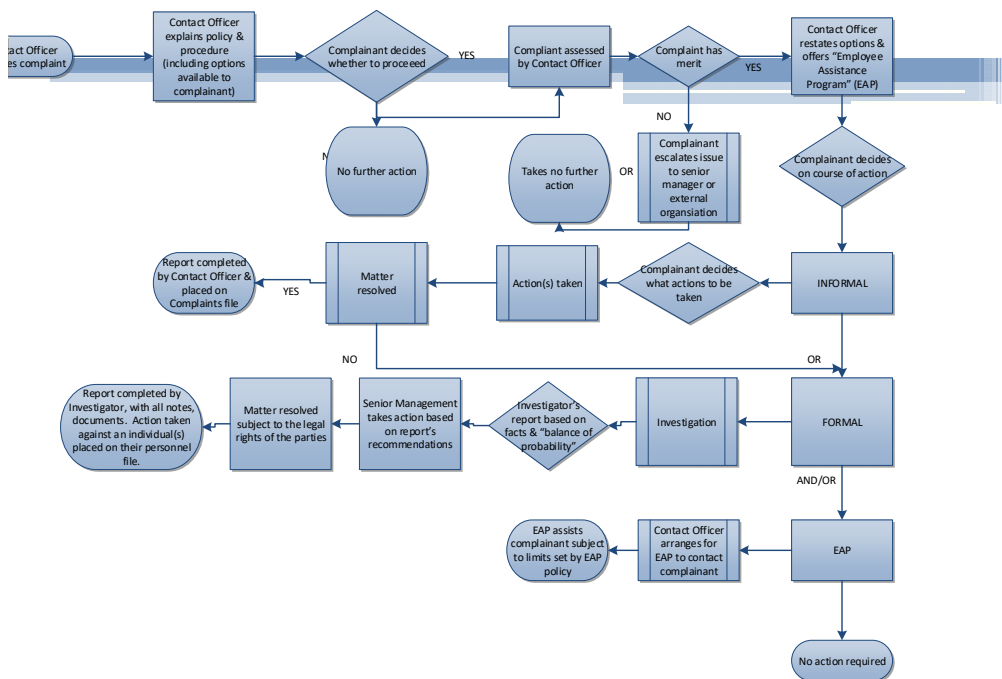 Contact Officer
explains policy &
procedure
(including options
available to
complainant)
Complainant decides
whether to proceeed
YES
Compliant assessed
by Contact Officer
Complaint has
merit
YES
Contact Officer
restates options &
offers “Employee
Assistance
Program” (EAP)
tact Officer
es complaint
NO
No further action
Takes no further
action
OR
Complainant
escalates issue
to senior
manager or
external
organsiation
Complainant decides
on course of action
Report completed
by Contact Officer &
placed on
Complaints file
YES
Matter
resolved
Action(s) taken
Complainant decides
what actions to be
taken
INFORMAL
NO
OR
Report completed by
Investigator, with all notes,
documents. Action taken
against an individual(s)
placed on their personnel
file.
Matter resolved
subject to the legal
rights of the parties
Senior Management
takes action based
on report’s
recommendations
Investigator’s
report based on
facts & “balance of
probability”
Investigation
FORMAL
AND/OR
EAP assists
complainant subject
to limits set by EAP
policy
Contact Officer
arranges for
EAP to contact
complainant
EAP
No action required